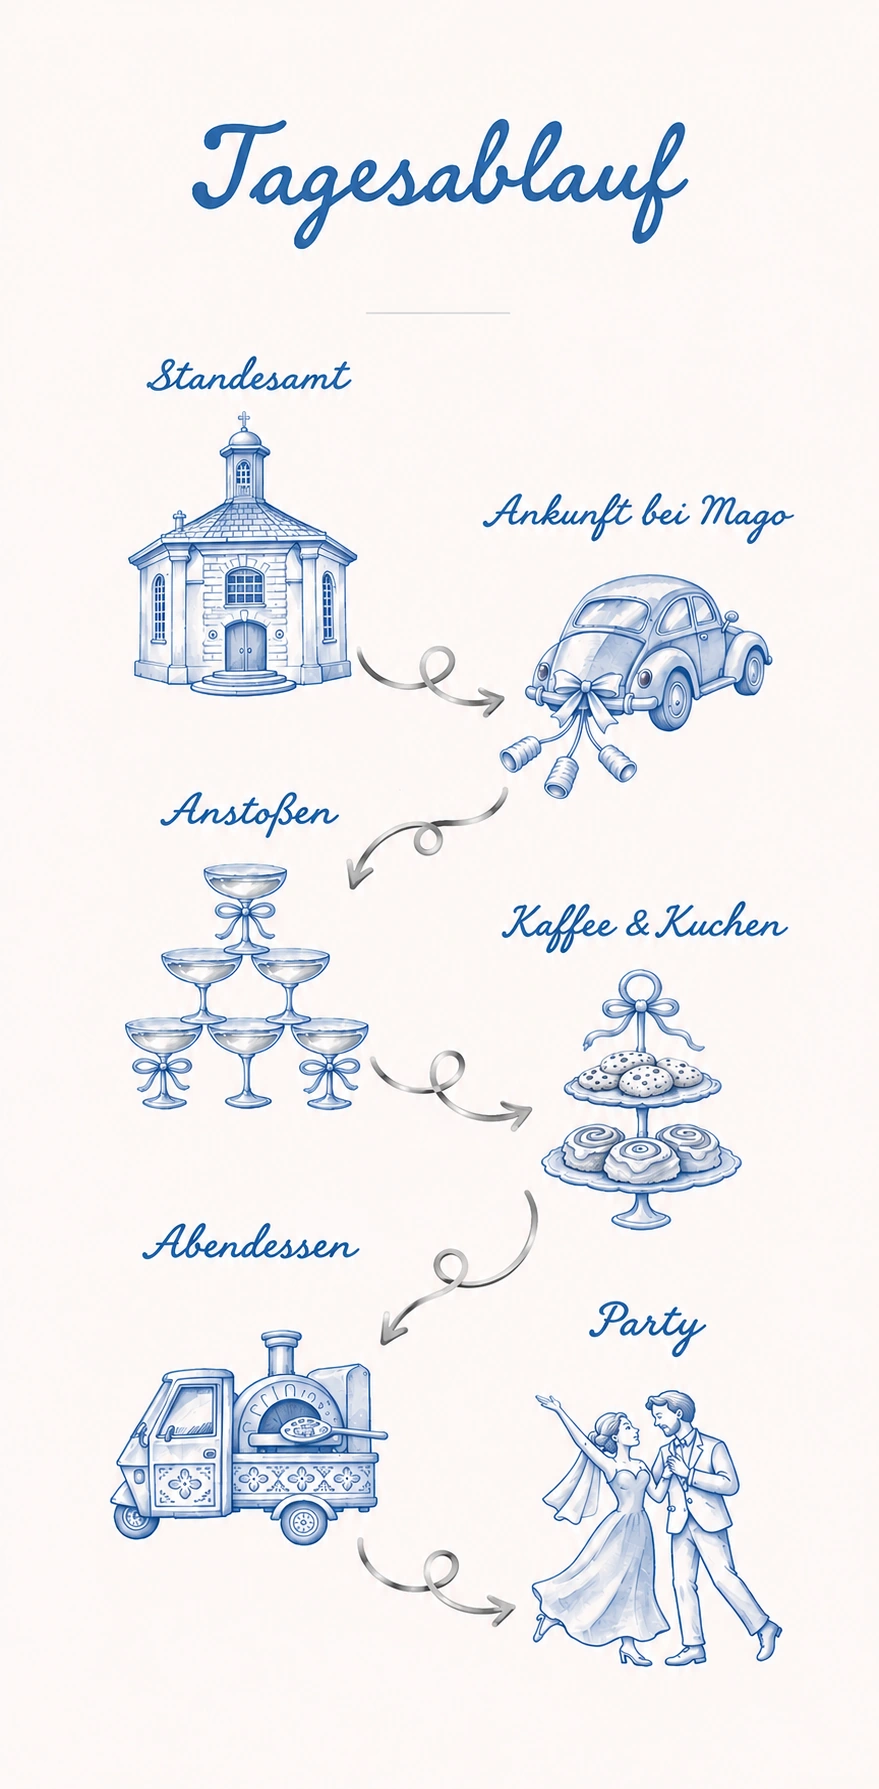 Tagesablauf
Standesamt
Ankunft bei Mago
Anstoßen
Kaffee & Kuchen
Abendessen
Party